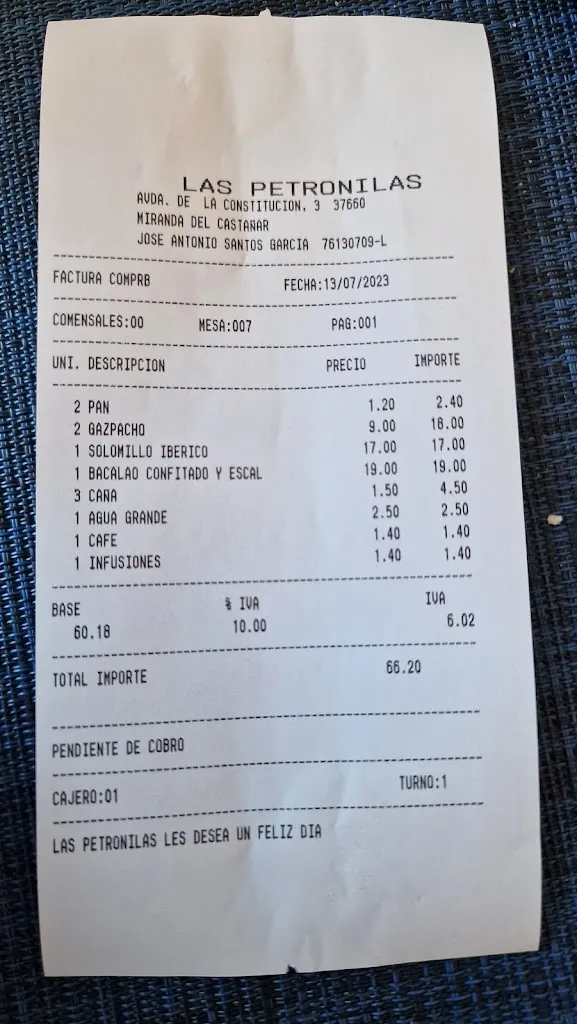 LAS PETRONILAS
AVDA. DE LA CONSTITUCION, 3 37660
MIRANDA DEL CASTAÑAR
JOSE ANTONIO SANTOS GARCIA 76130709-L
FACTURA COMPRB FECHA:13/07/2023
COMENSALES:00 MESA:007 PAG:001
UNI. DESCRIPCION PRECIO IMPORTE
2 PAN 1.20 2.40
2 GAZPACHO 9.00 18.00
1 SOLOMILLO IBERICO 17.00 17.00
1 BACALAO CONFITADO Y ESCAL 19.00 19.00
3 CAÑA 1.50 4.50
1 AGUA GRANDE 2.50 2.50
1 CAFE 1.40 1.40
1 INFUSIONES 1.40 1.40
BASE % IVA IVA
60.18 10.00 6.02
TOTAL IMPORTE 66.20
PENDIENTE DE COBRO
CAJERO:01 TURNO:1
LAS PETRONILAS LES DESEA UN FELIZ DIA